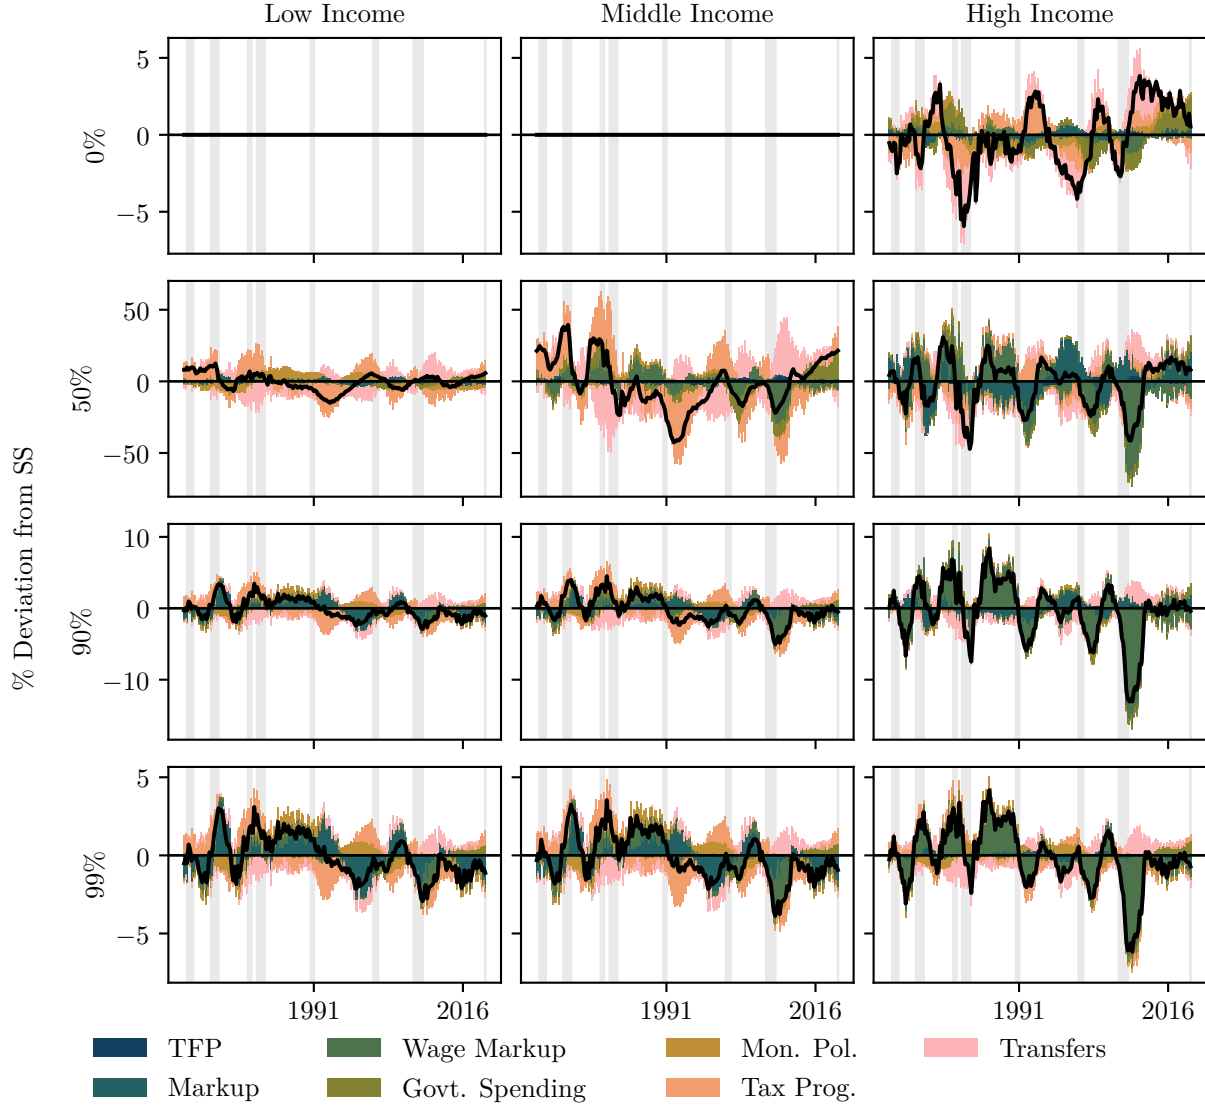 Low Income
Middle Income
High Income
% Deviation from SS
0%
5
0
−5
50%
50
0
−50
90%
10
0
−10
99%
5
0
−5
1991
2016
1991
2016
1991
2016
TFP
Wage Markup
Mon. Pol.
Transfers
Markup
Govt. Spending
Tax Prog.